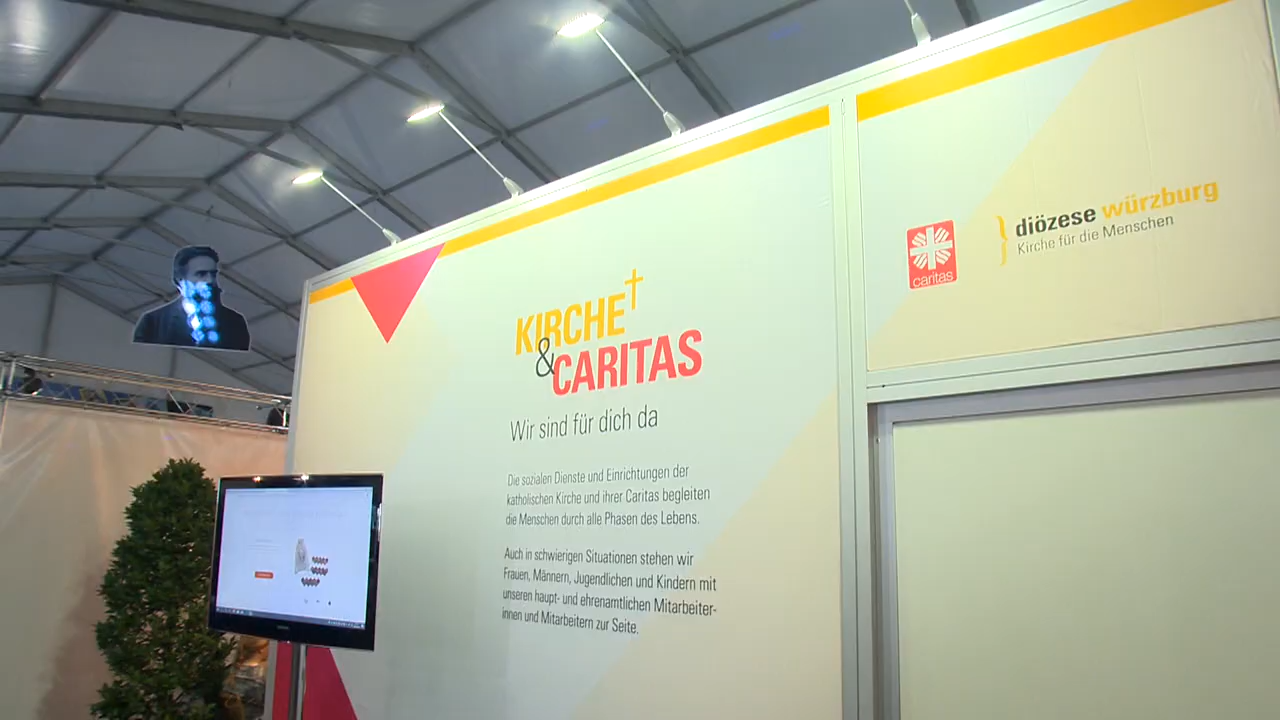 KIRCHE
&CARITAS
Wir sind für dich da
Die sozialen Dienste und Einrichtungen der
katholischen Kirche und ihrer Caritas begleiten
die Menschen durch alle Phasen des Lebens.
Auch in schwierigen Situationen stehen wir
Frauen, Männern, Jugendlichen und Kindern mit
unseren haupt- und ehrenamtlichen Mitarbeiter-
innen und Mitarbeitern zur Seite.
caritas
diözese würzburg
Kirche für die Menschen